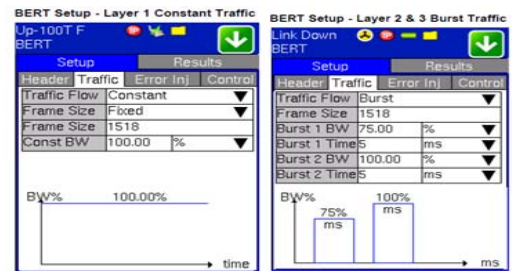 BERT Setup - Layer 1 Constant Traffic
Up-100T F
BERT
Setup Results
Header Traffic Error Inj Control
Traffic Flow Constant
Frame Size Fixed
Frame Size 1518
Const BW 100.00 %
BW% 100.00%
time
BERT Setup - Layer 2 & 3 Burst Traffic
Link Down
BERT
Setup Results
Header Traffic Error Inj Control
Traffic Flow Burst
Frame Size 1518
Burst 1 BW 75.00 %
Burst 1 Time 5 ms
Burst 2 BW 100.00 %
Burst 2 Time 5 ms
BW% 100%
75% ms
ms
ms